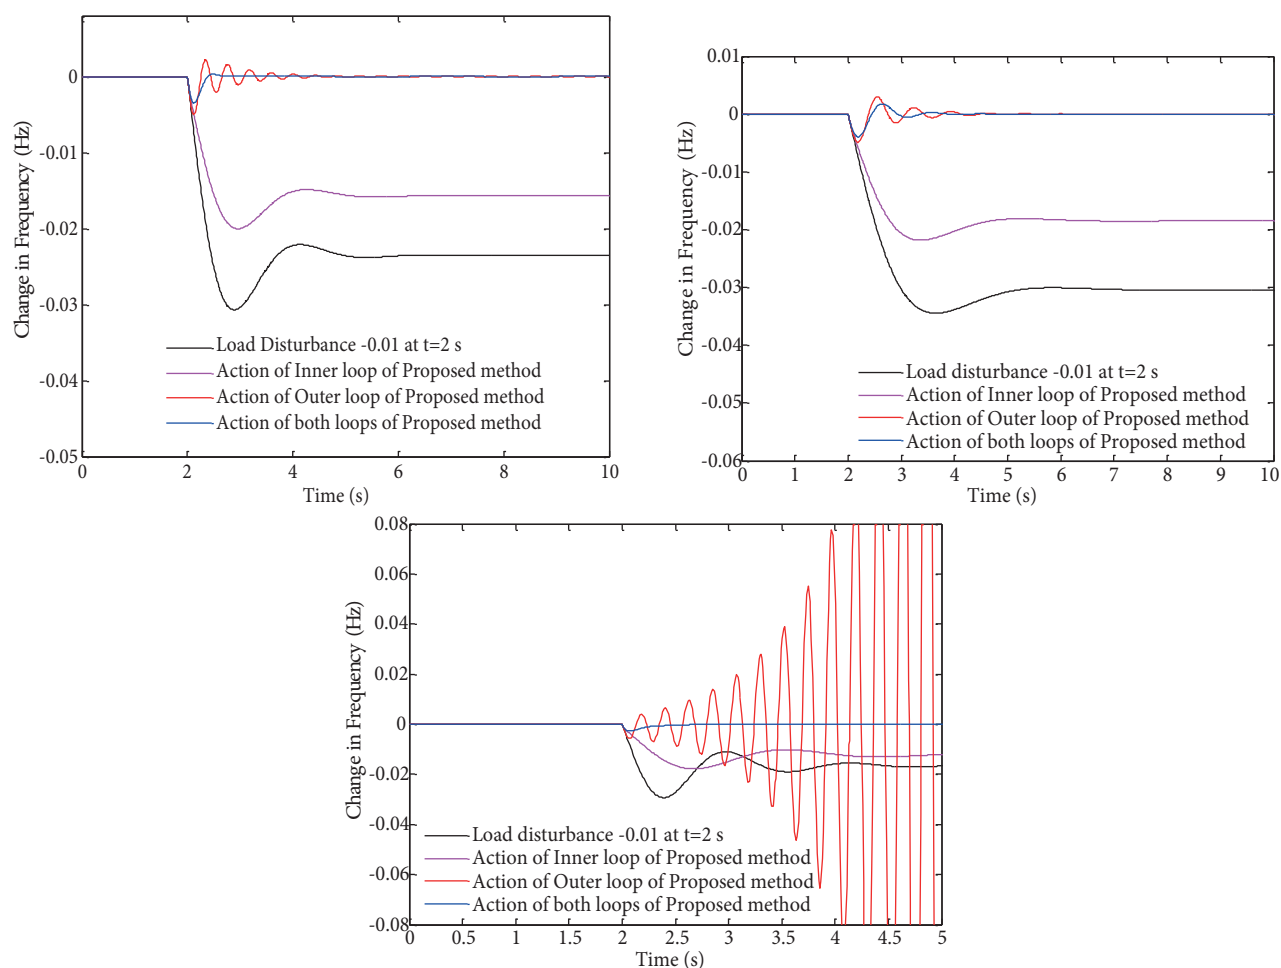 0
-0.01
-0.02
-0.03
-0.04
-0.05
Change in Frequency (Hz)
Load Disturbance -0.01 at t=2 s
Action of Inner loop of Proposed method
Action of Outer loop of Proposed method
Action of both loops of Proposed method
0 2 4 6 8 10
Time (s)
0.01
0
-0.01
-0.02
-0.03
-0.04
-0.05
-0.06
Change in Frequency (Hz)
Load disturbance -0.01 at t=2 s
Action of Inner loop of Proposed method
Action of Outer loop of Proposed method
Action of both loops of Proposed method
0 1 2 3 4 5 6 7 8 9 10
Time (s)
0.08
0.06
0.04
0.02
0
-0.02
-0.04
-0.06
-0.08
Change in Frequency (Hz)
Load disturbance -0.01 at t=2 s
Action of Inner loop of Proposed method
Action of Outer loop of Proposed method
Action of both loops of Proposed method
0 0.5 1 1.5 2 2.5 3 3.5 4 4.5 5
Time (s)